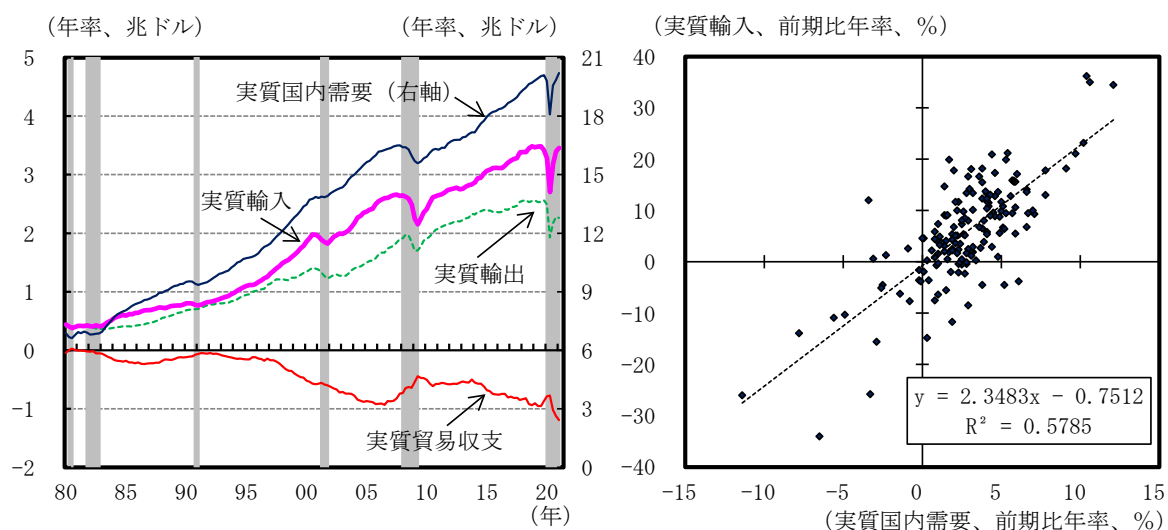 （年率、兆ドル）
（年率、兆ドル）
5
4
3
2
1
0
−1
−2
21
18
15
12
9
6
3
0
実質国内需要（右軸）
実質輸入
実質輸出
実質貿易収支
80 85 90 95 00 05 10 15 20
（年）
（実質輸入、前期比年率、%）
40
30
20
10
0
-10
-20
-30
-40
y = 2.3483x - 0.7512
R² = 0.5785
-15 -10 -5 0 5 10 15
（実質国内需要、前期比年率、%）